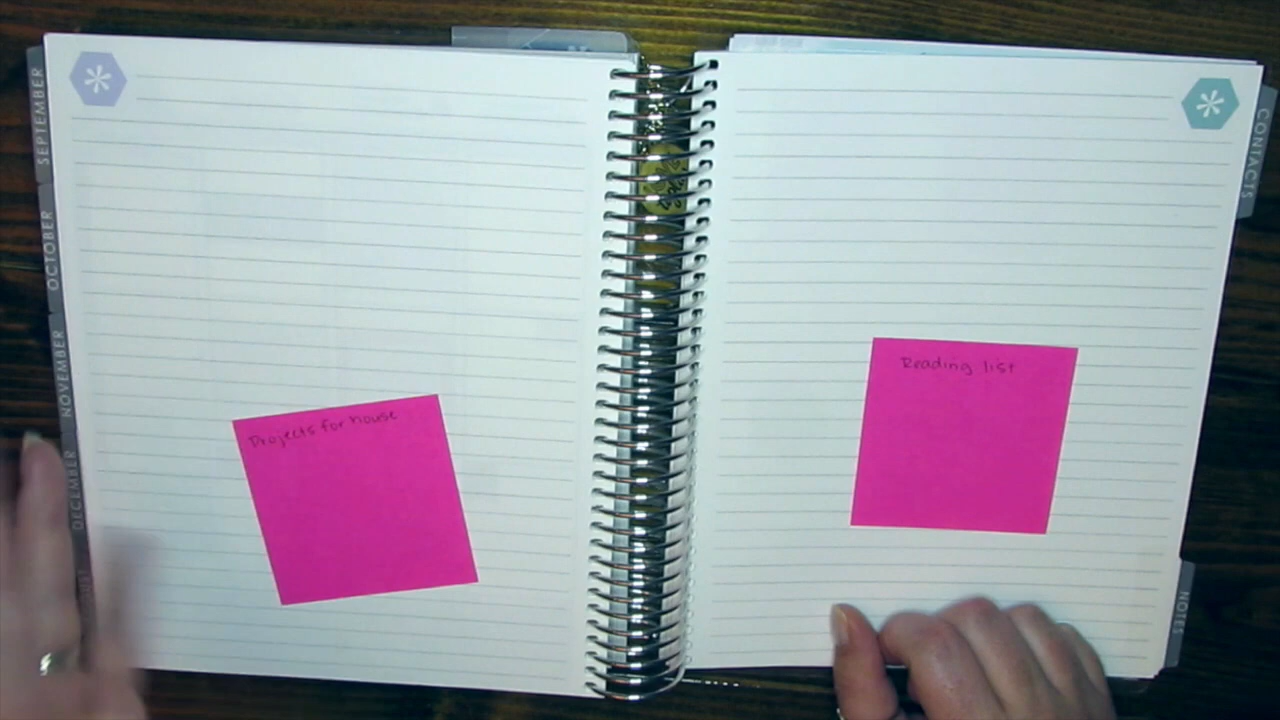 SEPTEMBER
OCTOBER
NOVEMBER
DECEMBER
Projects for house
Reading list
CONTACTS
NOTES